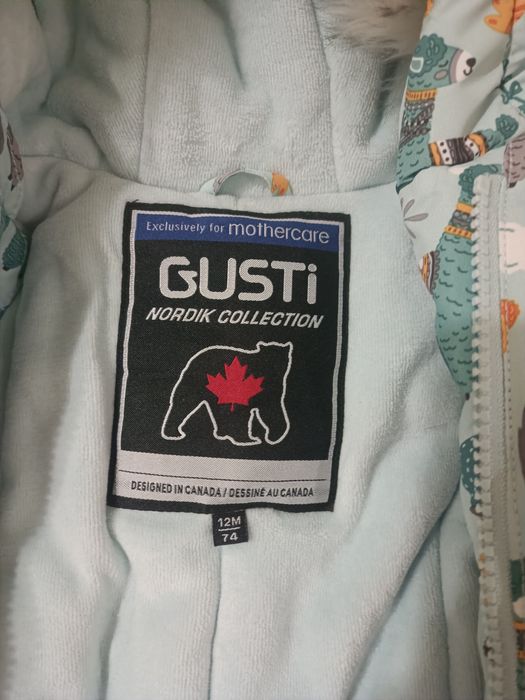 Exclusively for mothercare
GUSTi
NORDIK COLLECTION
DESIGNED IN CANADA / DESSINÉ AU CANADA
12M
74